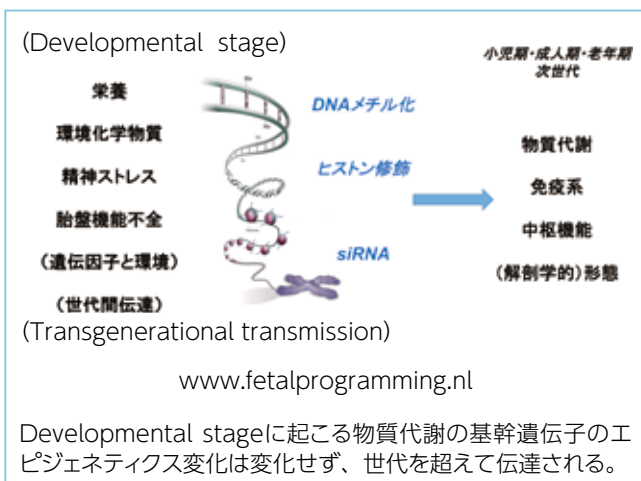 (Developmental stage)
栄養
環境化学物質
精神ストレス
胎盤機能不全
(遺伝因子と環境)
(世代間伝達)
(Transgenerational transmission)
DNAメチル化
ヒストン修飾
siRNA
小児期・成人期・老年期
次世代
物質代謝
免疫系
中枢機能
(解剖学的)形態
www.fetalprogramming.nl
Developmental stageに起こる物質代謝の基幹遺伝子のエ
ピジェネティクス変化は変化せず、世代を超えて伝達される。